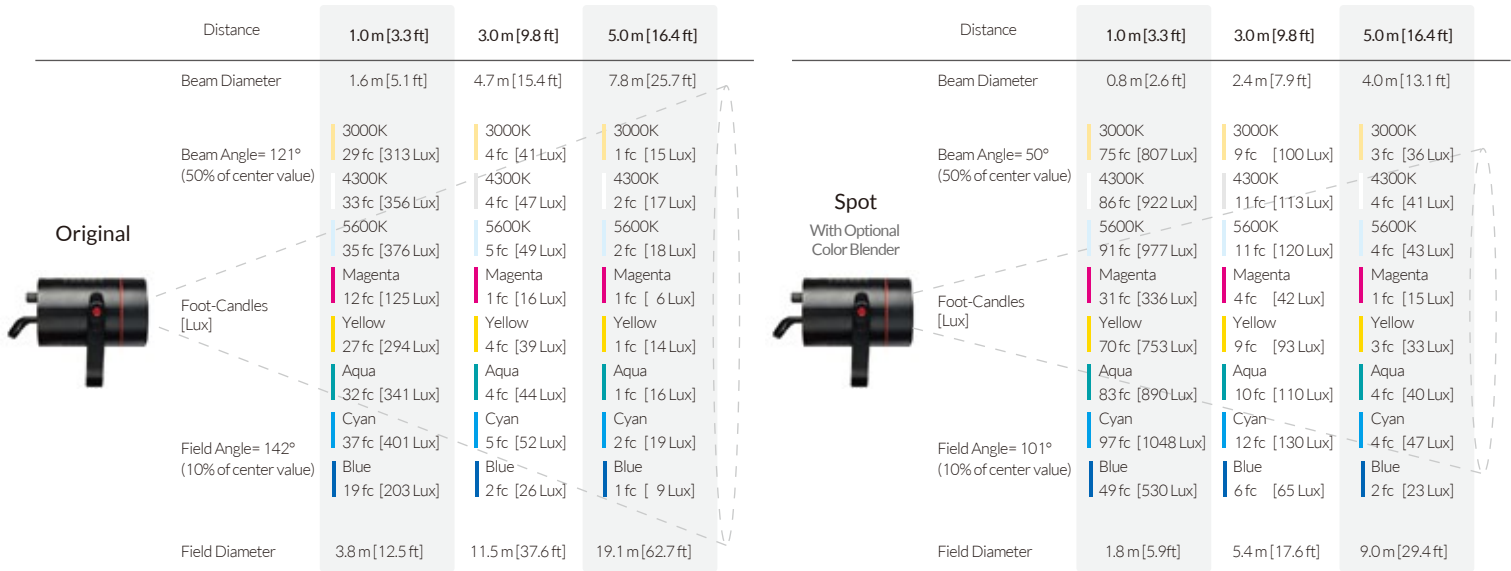 Distance 1.0 m [3.3 ft] 3.0 m [9.8 ft] 5.0 m [16.4 ft]
Beam Diameter 1.6 m [5.1 ft] 4.7 m [15.4 ft] 7.8 m [25.7 ft]
3000K 3000K 3000K
Beam Angle= 121° 29 fc [313 Lux] 4 fc [41 Lux] 1 fc [15 Lux]
(50% of center value) 4300K 4300K 4300K
33 fc [356 Lux] 4 fc [47 Lux] 2 fc [17 Lux]
Original 5600K 5600K 5600K
35 fc [376 Lux] 5 fc [49 Lux] 2 fc [18 Lux]
Magenta Magenta Magenta
12 fc [125 Lux] 1 fc [16 Lux] 1 fc [ 6 Lux]
Foot-Candles
[Lux] Yellow Yellow Yellow
27 fc [294 Lux] 4 fc [39 Lux] 1 fc [14 Lux]
Aqua Aqua Aqua
32 fc [341 Lux] 4 fc [44 Lux] 1 fc [16 Lux]
Cyan Cyan Cyan
37 fc [401 Lux] 5 fc [52 Lux] 2 fc [19 Lux]
Field Angle= 142°
(10% of center value) Blue Blue Blue
19 fc [203 Lux] 2 fc [26 Lux] 1 fc [ 9 Lux]
Field Diameter 3.8 m [12.5 ft] 11.5 m [37.6 ft] 19.1 m [62.7 ft]
Distance 1.0 m [3.3 ft] 3.0 m [9.8 ft] 5.0 m [16.4 ft]
Beam Diameter 0.8 m [2.6 ft] 2.4 m [7.9 ft] 4.0 m [13.1 ft]
3000K 3000K 3000K
Beam Angle= 50° 75 fc [807 Lux] 9 fc [100 Lux] 3 fc [36 Lux]
(50% of center value) 4300K 4300K 4300K
Spot 86 fc [922 Lux] 11 fc [113 Lux] 4 fc [41 Lux]
With Optional 5600K 5600K 5600K
Color Blender 91 fc [977 Lux] 11 fc [120 Lux] 4 fc [43 Lux]
Magenta Magenta Magenta
31 fc [336 Lux] 4 fc [42 Lux] 1 fc [15 Lux]
Foot-Candles
[Lux] Yellow Yellow Yellow
70 fc [753 Lux] 9 fc [93 Lux] 3 fc [33 Lux]
Aqua Aqua Aqua
83 fc [890 Lux] 10 fc [110 Lux] 4 fc [40 Lux]
Cyan Cyan Cyan
97 fc [1048 Lux] 12 fc [130 Lux] 4 fc [47 Lux]
Field Angle= 101°
(10% of center value) Blue Blue Blue
49 fc [530 Lux] 6 fc [65 Lux] 2 fc [23 Lux]
Field Diameter 1.8 m [5.9ft] 5.4 m [17.6 ft] 9.0 m [29.4 ft]